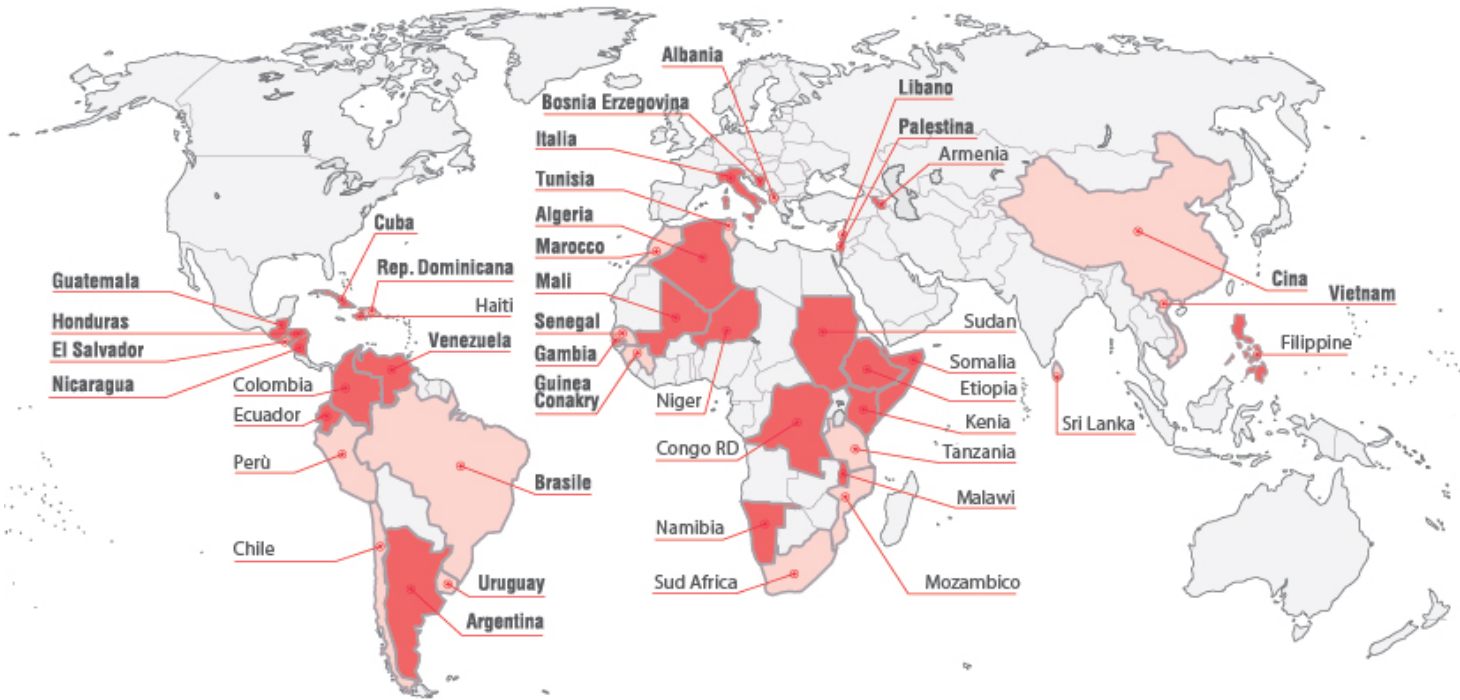 Albania
Bosnia Erzegovina
Italia
Tunisia
Algeria
Marocco
Mali
Senegal
Gambia
Guinea
Conakry
Niger
Congo RD
Namibia
Sud Africa
Libano
Palestina
Armenia
Cina
Vietnam
Filippine
Sri Lanka
Sudan
Somalia
Etiopia
Kenia
Tanzania
Malawi
Mozambico
Cuba
Rep. Dominicana
Haiti
Guatemala
Honduras
El Salvador
Nicaragua
Venezuela
Colombia
Ecuador
Perù
Brasile
Chile
Uruguay
Argentina